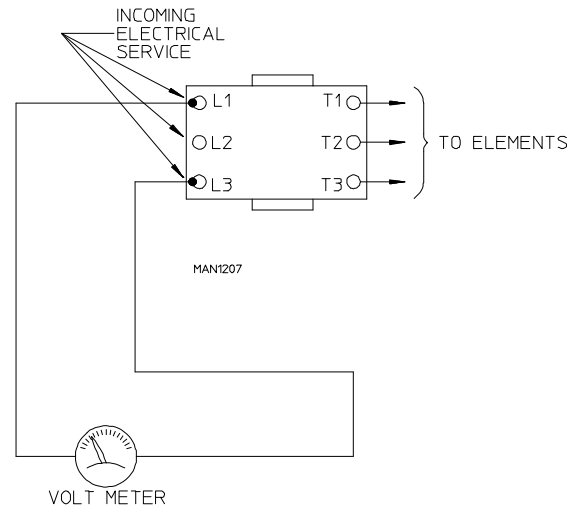 INCOMING
ELECTRICAL
SERVICE
L1
T1
L2
T2
TO ELEMENTS
L3
T3
MAN1207
VOLT METER